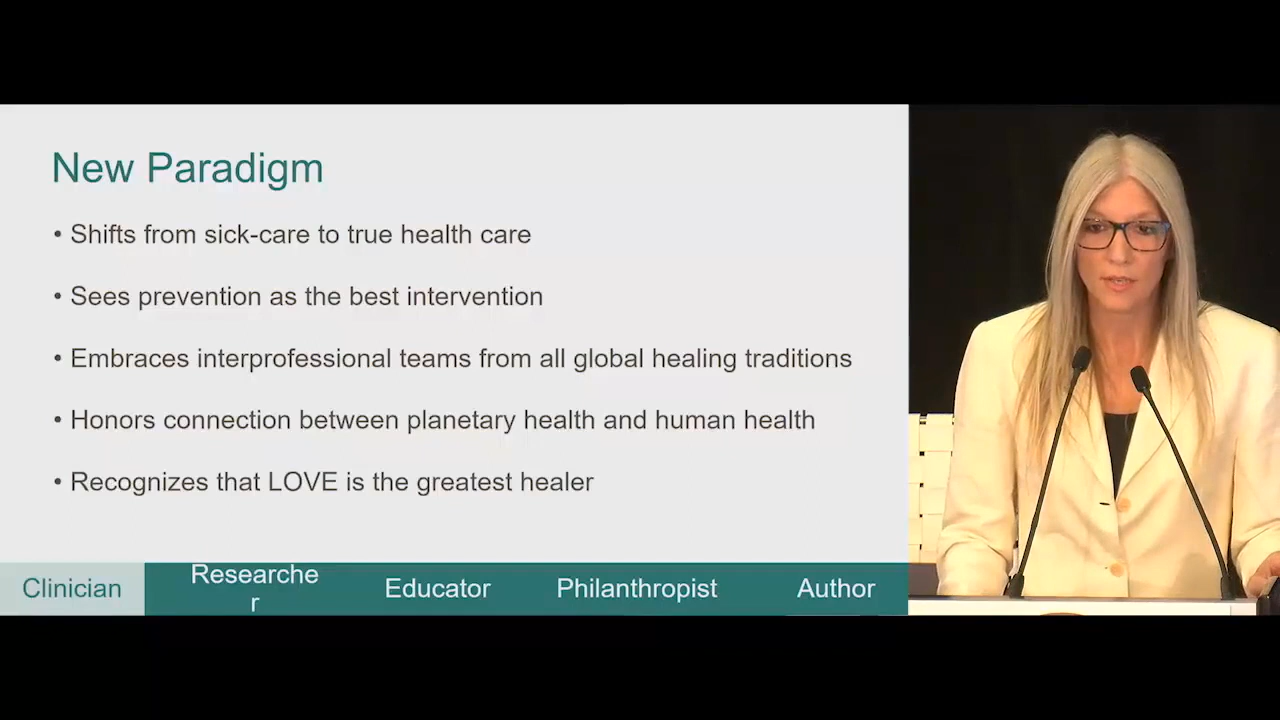 New Paradigm
• Shifts from sick-care to true health care
• Sees prevention as the best intervention
• Embraces interprofessional teams from all global healing traditions
• Honors connection between planetary health and human health
• Recognizes that LOVE is the greatest healer
Clinician
Researche
r
Educator
Philanthropist
Author